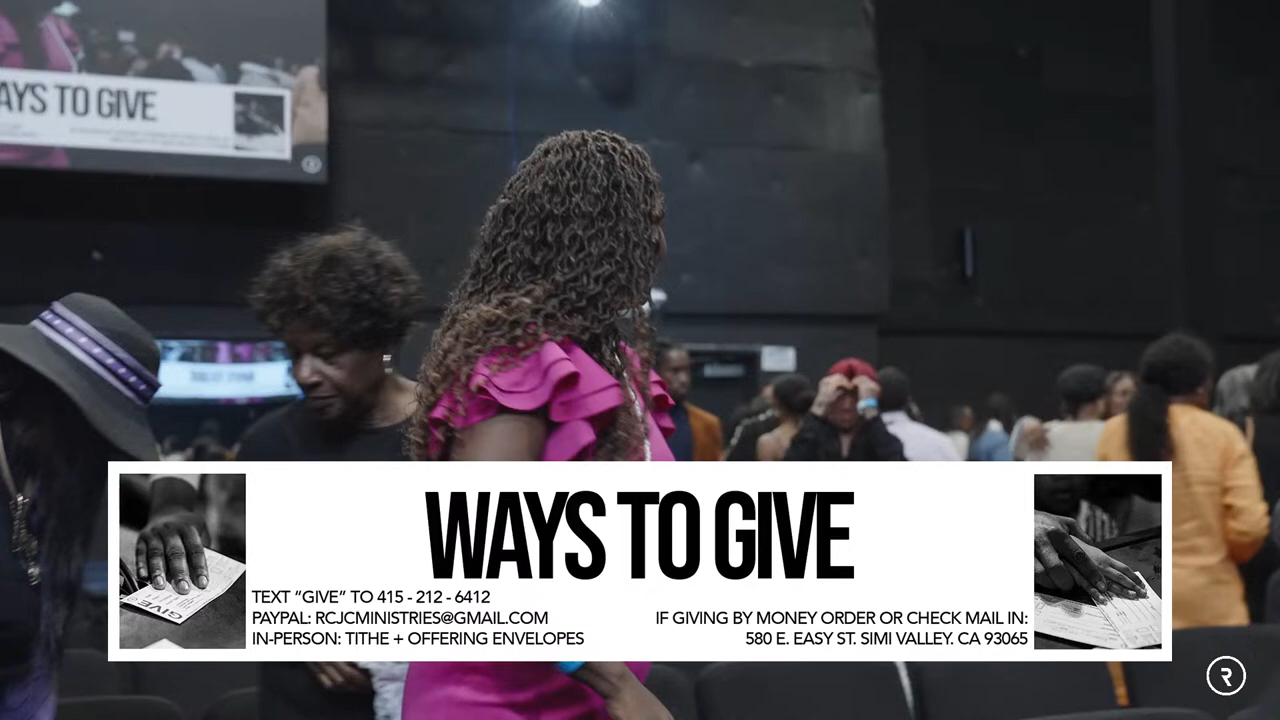 AYS TO GIVE
WAYS TO GIVE
TEXT “GIVE” TO 415 - 212 - 6412
PAYPAL: RCJCMINISTRIES@GMAIL.COM
IN-PERSON: TITHE + OFFERING ENVELOPES
IF GIVING BY MONEY ORDER OR CHECK MAIL IN:
580 E. EASY ST. SIMI VALLEY. CA 93065
GIVE
R